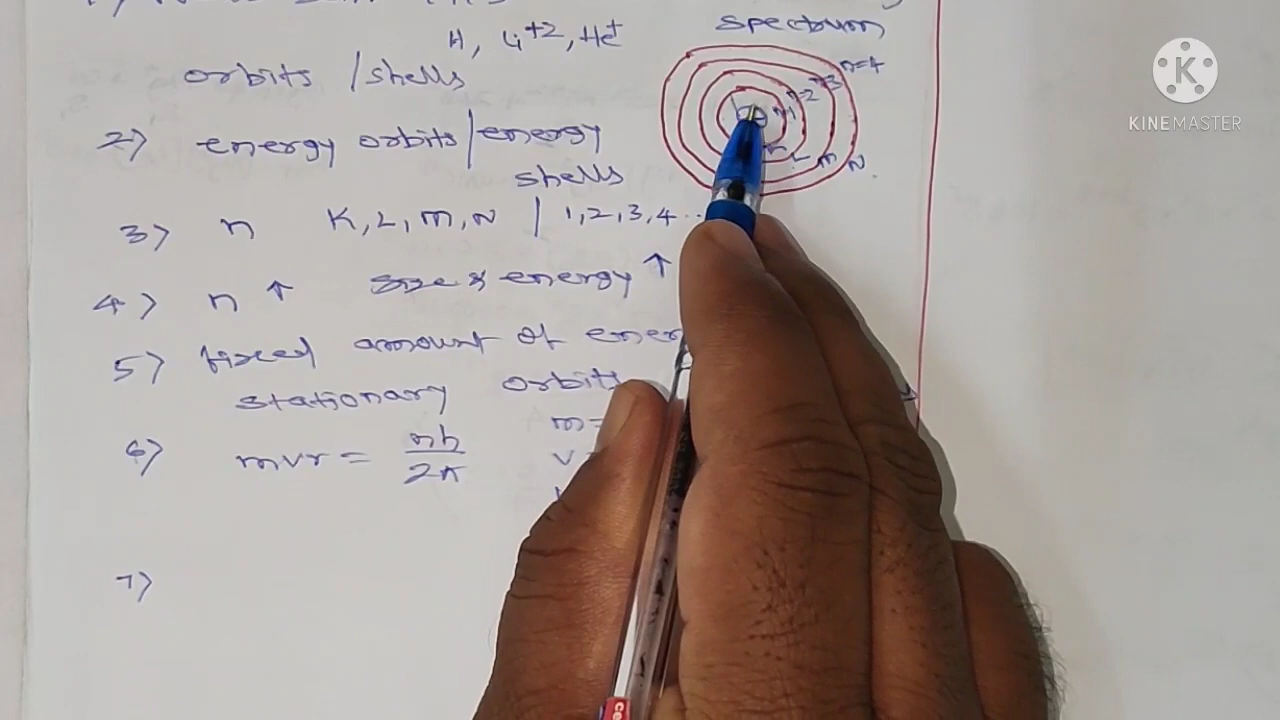 spectrum
H, Li+2, He+
orbits /shells
n=1 n=2 n=3 n=4
K L M N
2) energy orbits/energy
shells
3) n K, L, M, N | 1,2,3,4...
4) n ↑ size & energy ↑
5) fixed amount of ener
stationary orbits
6) mvr = nh/2π
m=
v=
7)
K
KINEMASTER